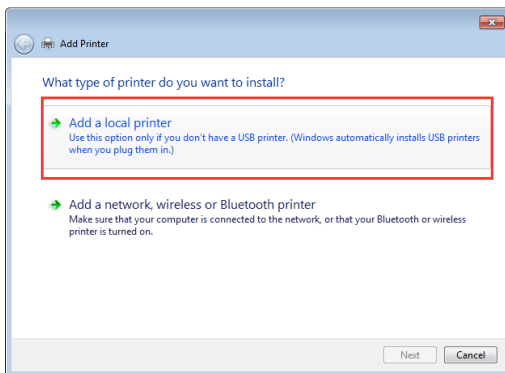 Add Printer
What type of printer do you want to install?
Add a local printer
Use this option only if you don't have a USB printer. (Windows automatically installs USB printers
when you plug them in.)
Add a network, wireless or Bluetooth printer
Make sure that your computer is connected to the network, or that your Bluetooth or wireless
printer is turned on.
Next Cancel